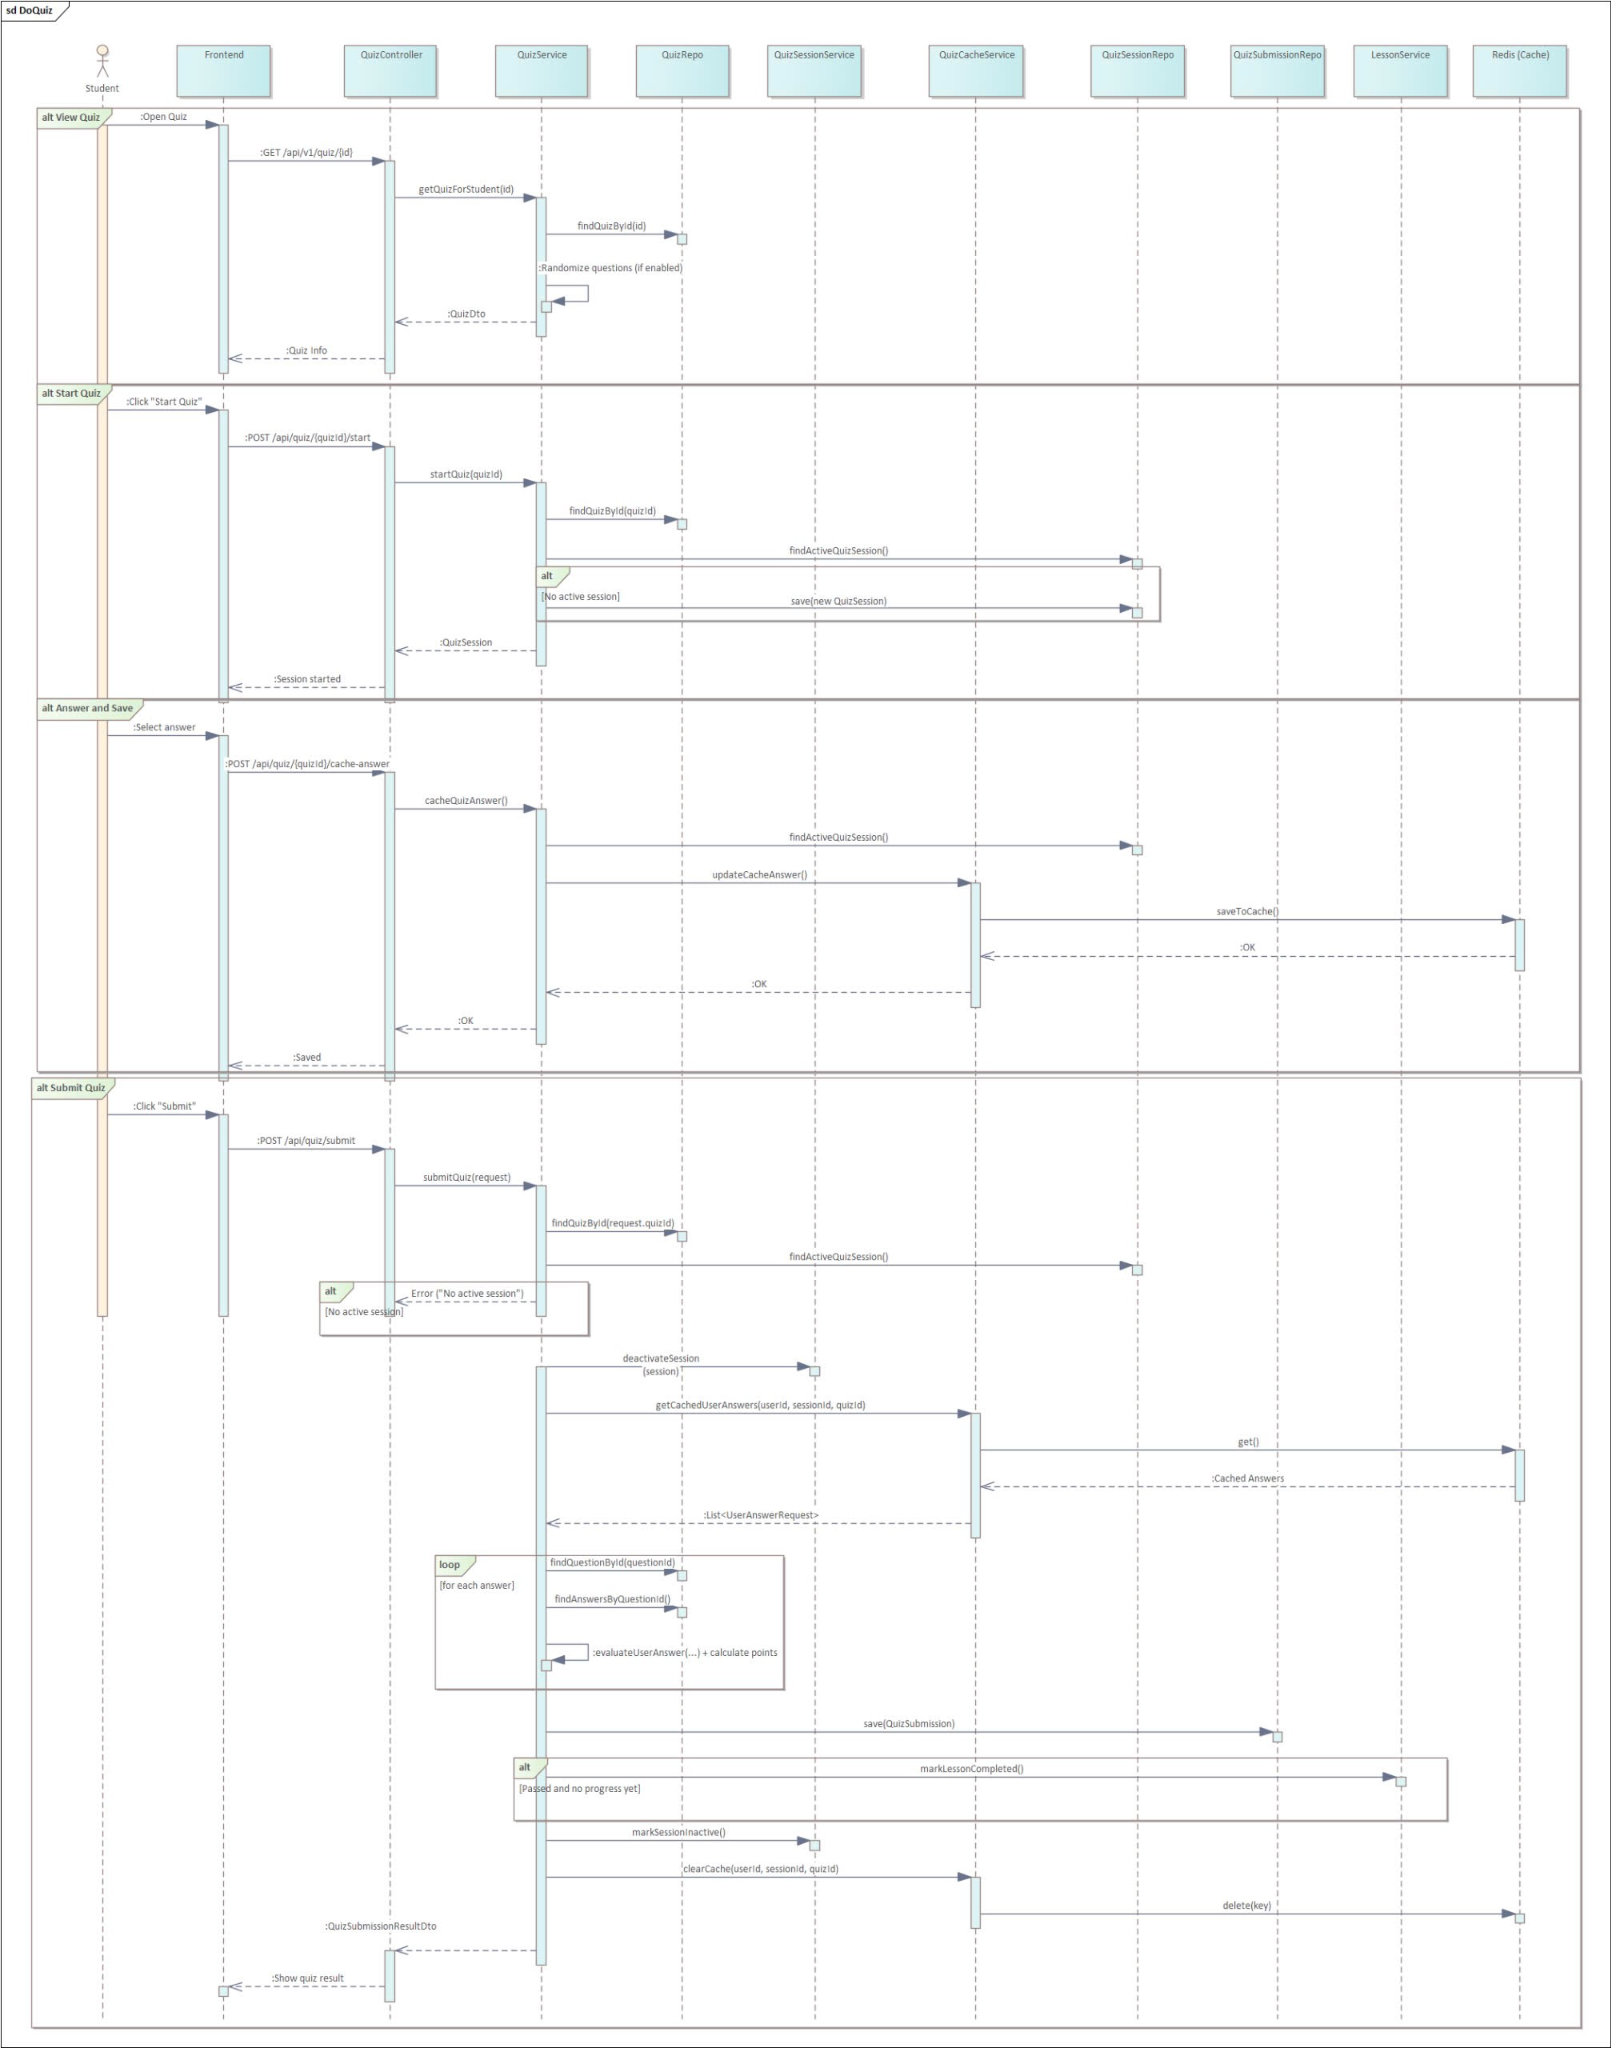 sd DoQuiz
Student
Frontend
QuizController
QuizService
QuizRepo
QuizSessionService
QuizCacheService
QuizSessionRepo
QuizSubmissionRepo
LessonService
Redis (Cache)
alt View Quiz
:Open Quiz
:GET /api/v1/quiz/{id}
getQuizForStudent(id)
findQuizById(id)
:Randomize questions (if enabled)
:QuizDto
:Quiz Info
alt Start Quiz
:Click "Start Quiz"
:POST /api/quiz/{quizId}/start
startQuiz(quizId)
findQuizById(quizId)
findActiveQuizSession()
alt
[No active session]
save(new QuizSession)
:QuizSession
:Session started
alt Answer and Save
:Select answer
:POST /api/quiz/{quizId}/cache-answer
cacheQuizAnswer()
findActiveQuizSession()
updateCacheAnswer()
saveToCache()
:OK
:OK
:OK
:Saved
alt Submit Quiz
:Click "Submit"
:POST /api/quiz/submit
submitQuiz(request)
findQuizById(request.quizId)
findActiveQuizSession()
alt
Error ("No active session")
[No active session]
deactivateSession
(session)
getCachedUserAnswers(userId, sessionId, quizId)
get()
:Cached Answers
:List<UserAnswerRequest>
loop
findQuestionById(questionId)
[for each answer]
findAnswersByQuestionId()
:evaluateUserAnswer(...) + calculate points
save(QuizSubmission)
alt
markLessonCompleted()
[Passed and no progress yet]
markSessionInactive()
clearCache(userId, sessionId, quizId)
delete(key)
:QuizSubmissionResultDto
:Show quiz result